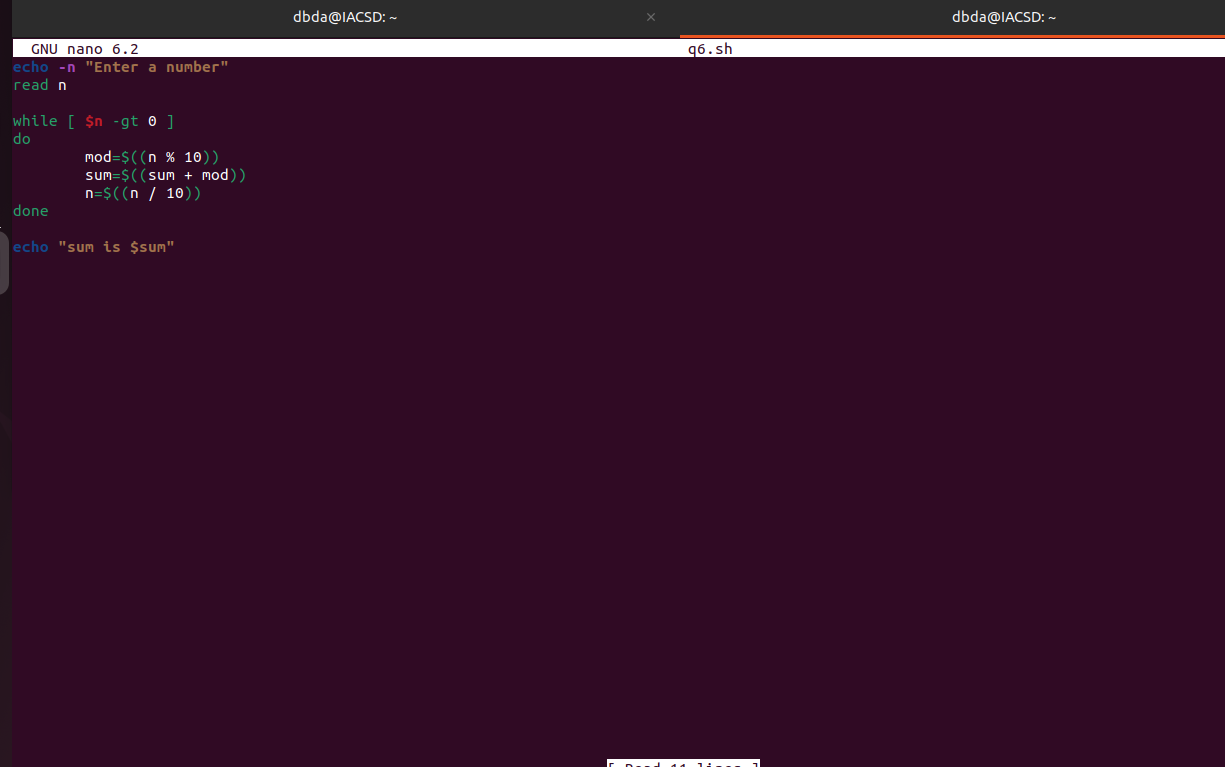 dbda@IACSD: ~ × dbda@IACSD: ~
GNU nano 6.2 q6.sh
echo -n "Enter a number"
read n
while [ $n -gt 0 ]
do
mod=$((n % 10))
sum=$((sum + mod))
n=$((n / 10))
done
echo "sum is $sum"
[ Read 11 lines ]